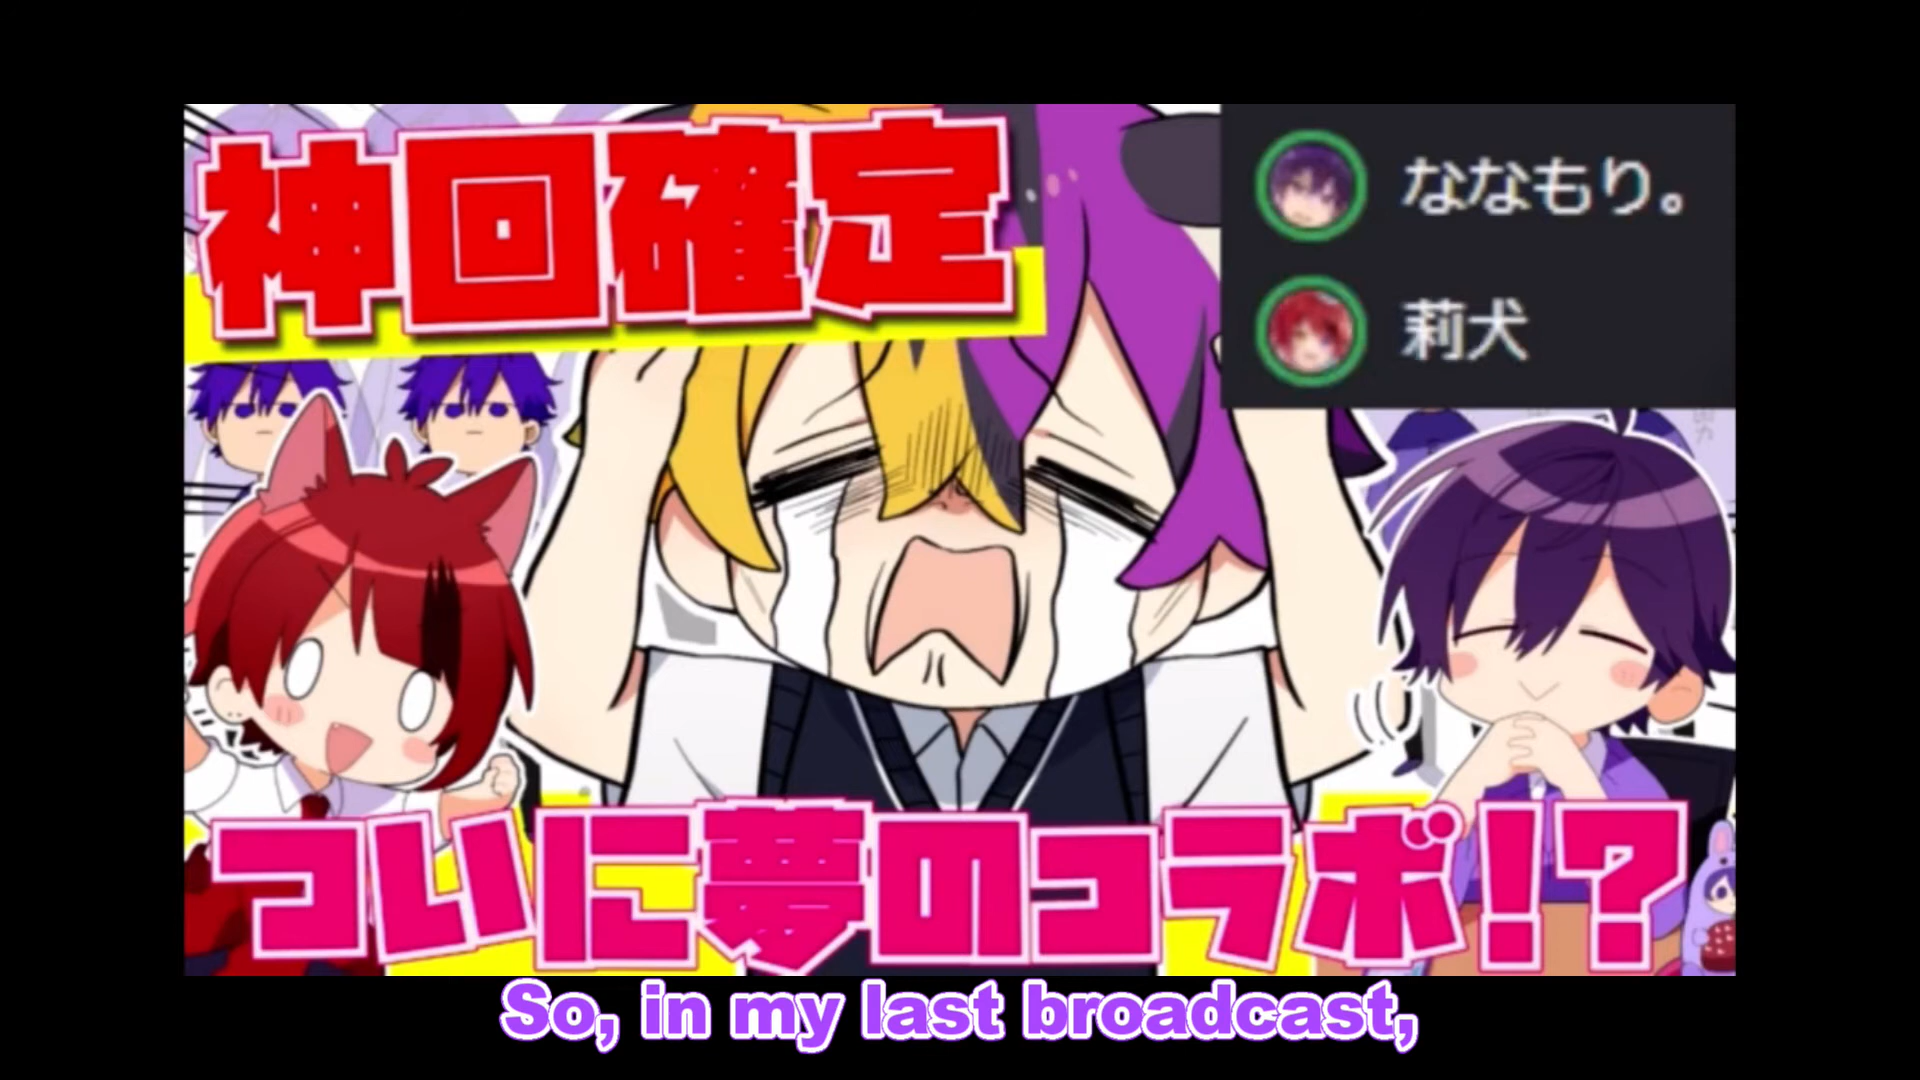 神回確定
ななもり。
莉犬
ついに夢のコラボ!?
So, in my last broadcast,